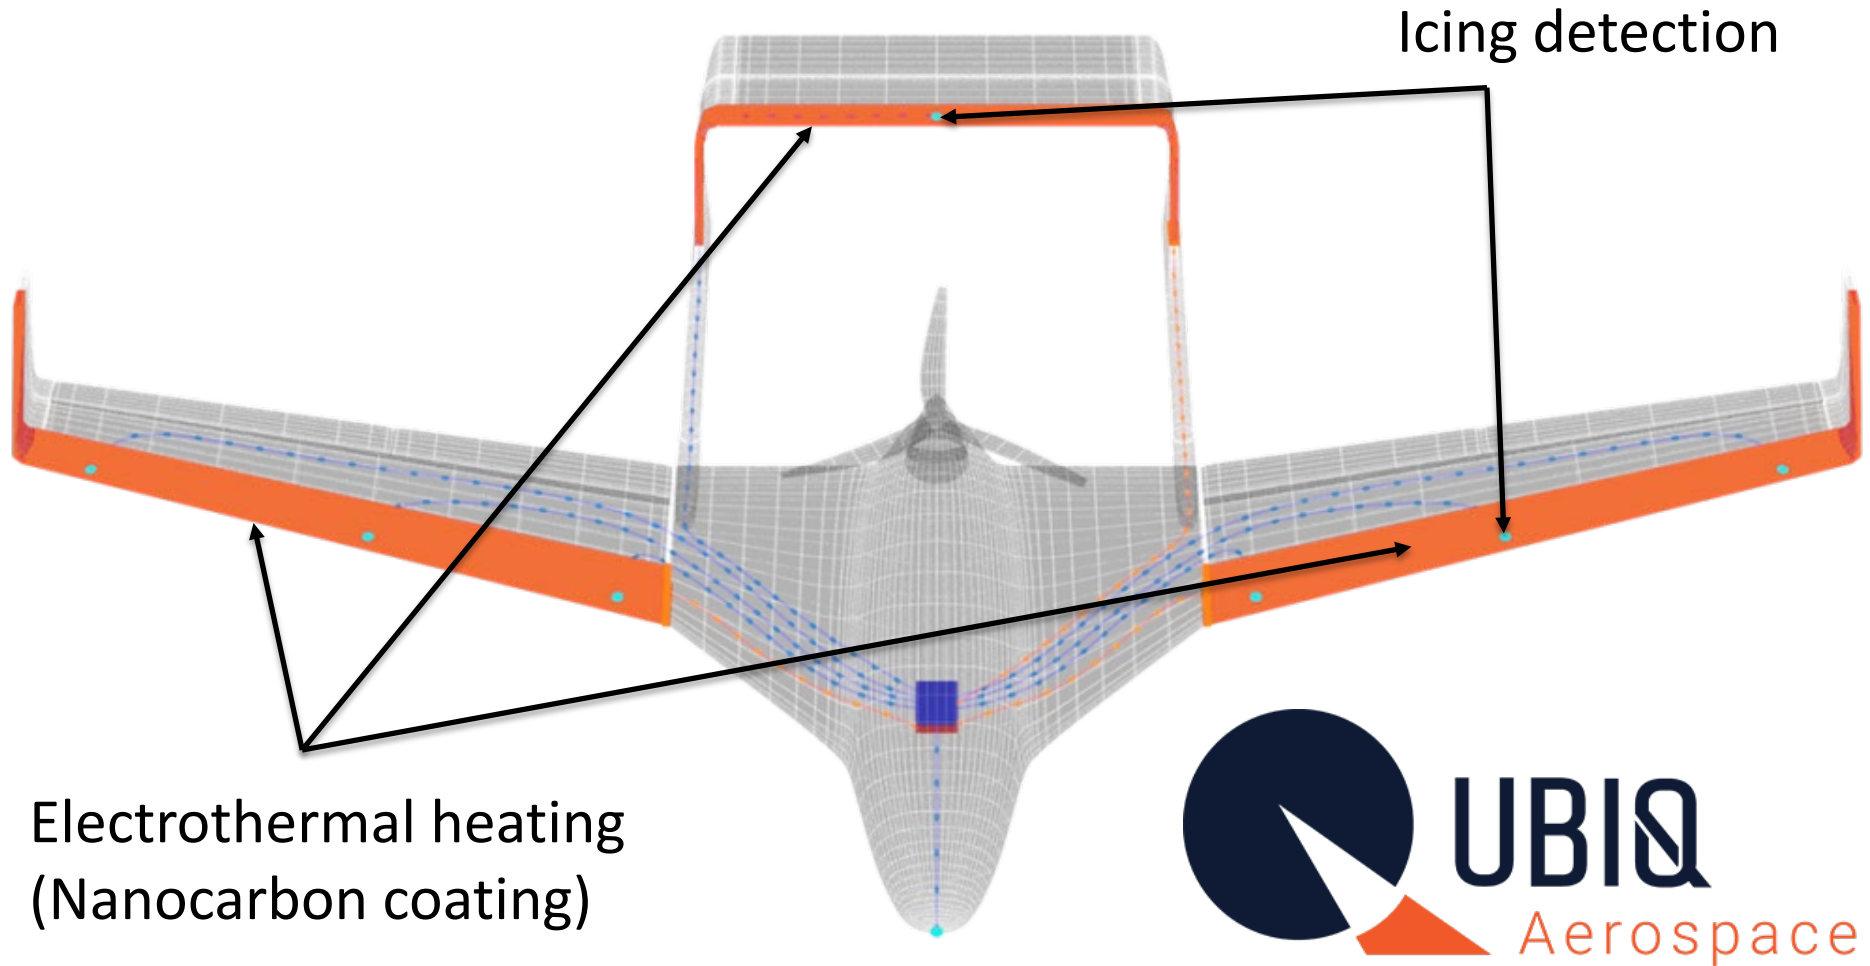 Icing detection
Electrothermal heating
(Nanocarbon coating)
UBIQ
Aerospace